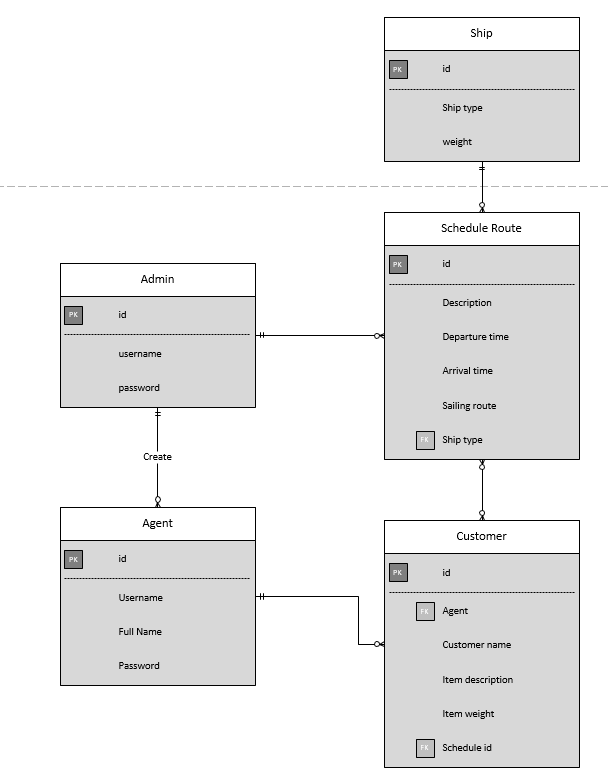 Ship
PK id
Ship type
weight
Schedule Route
PK id
Description
Departure time
Arrival time
Sailing route
FK Ship type
Admin
PK id
username
password
Create
Agent
PK id
Username
Full Name
Password
Customer
PK id
FK Agent
Customer name
Item description
Item weight
FK Schedule id